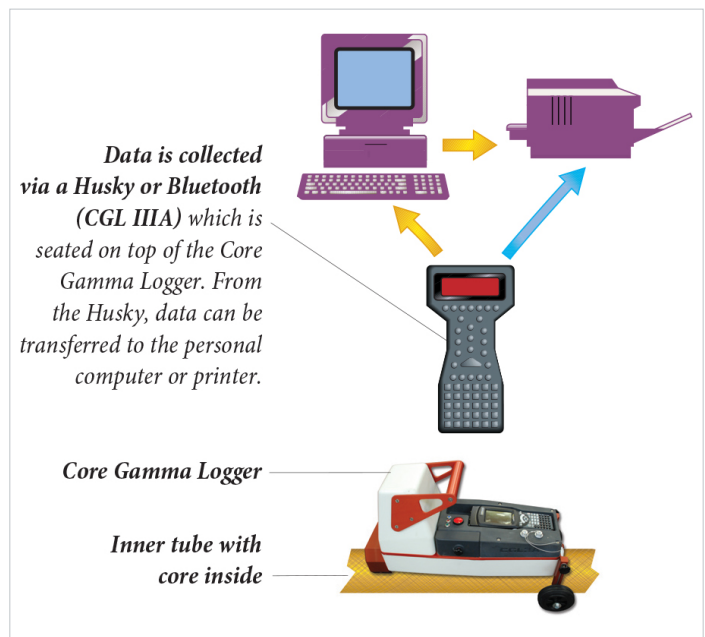 Data is collected
via a Husky or Bluetooth
(CGL IIIA) which is
seated on top of the Core
Gamma Logger. From
the Husky, data can be
transferred to the personal
computer or printer.
Core Gamma Logger
Inner tube with
core inside